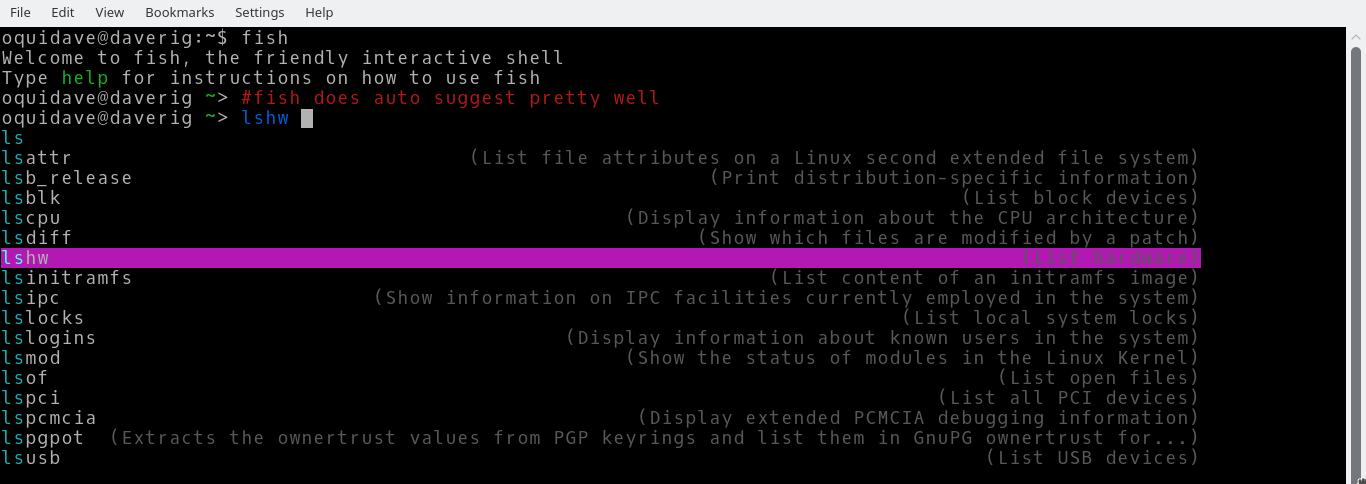 File Edit View Bookmarks Settings Help
oquidave@daverig:~$ fish
Welcome to fish, the friendly interactive shell
Type help for instructions on how to use fish
oquidave@daverig ~> #fish does auto suggest pretty well
oquidave@daverig ~> lshw
ls
lsattr (List file attributes on a Linux second extended file system)
lsb_release (Print distribution-specific information)
lsblk (List block devices)
lscpu (Display information about the CPU architecture)
lsdiff (Show which files are modified by a patch)
lshw (List hardware)
lsinitramfs (List content of an initramfs image)
lsipc (Show information on IPC facilities currently employed in the system)
lslocks (List local system locks)
lslogins (Display information about known users in the system)
lsmod (Show the status of modules in the Linux Kernel)
lsof (List open files)
lspci (List all PCI devices)
lspcmcia (Display extended PCMCIA debugging information)
lspgpot (Extracts the ownertrust values from PGP keyrings and list them in GnuPG ownertrust for...)
lsusb (List USB devices)